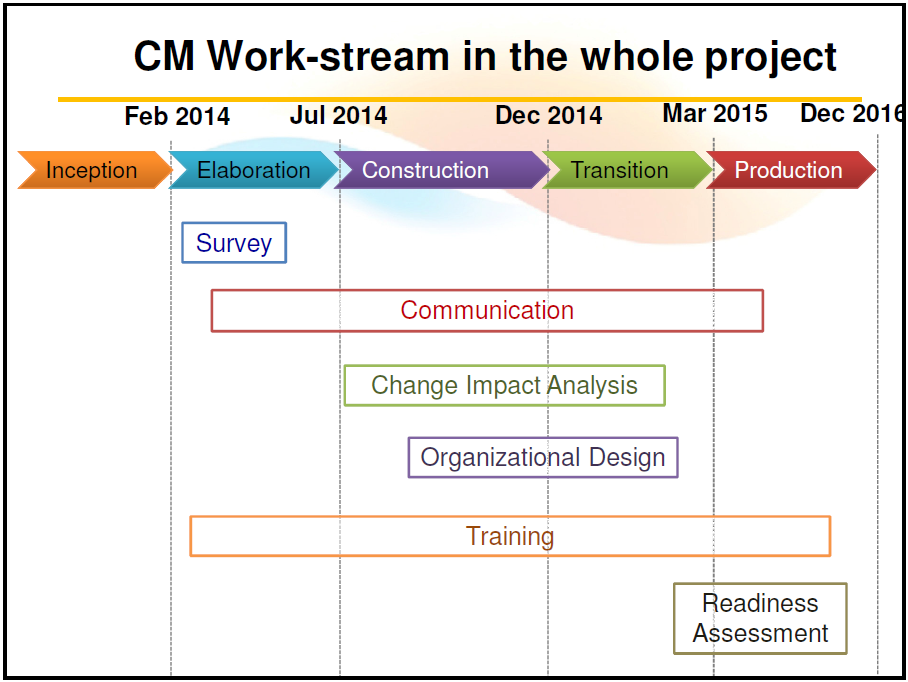 CM Work-stream in the whole project
Feb 2014 Jul 2014 Dec 2014 Mar 2015 Dec 2016
Inception Elaboration Construction Transition Production
Survey
Communication
Change Impact Analysis
Organizational Design
Training
Readiness
Assessment